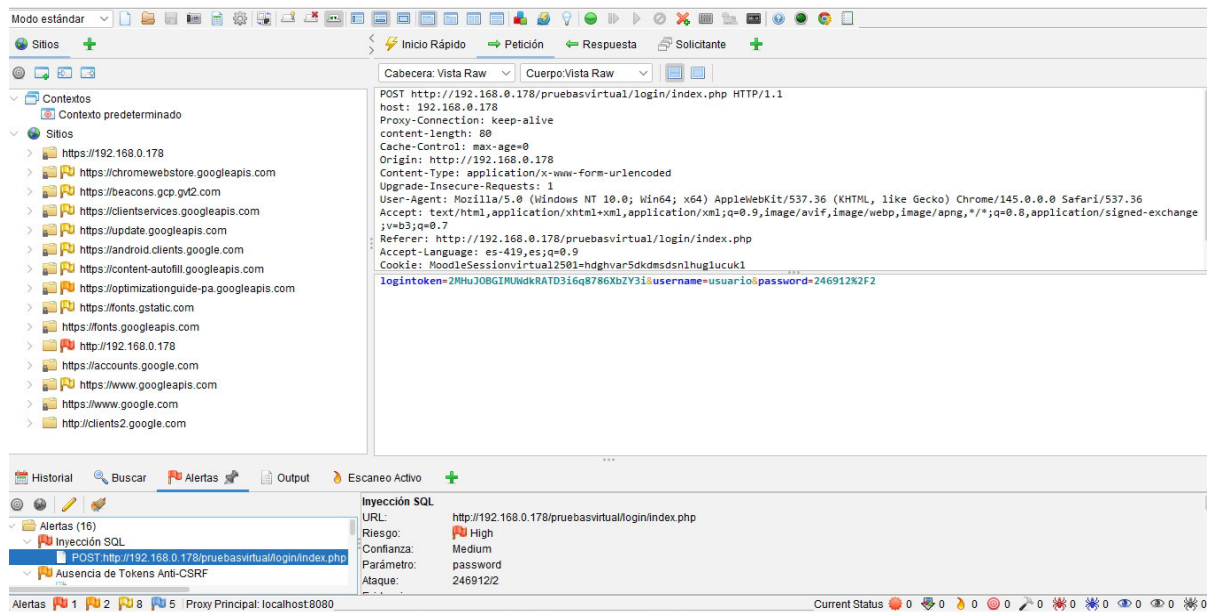 Modo estándar
Sitios
Inicio Rápido
Petición
Respuesta
Solicitante
Cabecera: Vista Raw
Cuerpo:Vista Raw
Contextos
Contexto predeterminado
Sitios
https://192.168.0.178
https://chromewebstore.googleapis.com
https://beacons.gcp.gvt2.com
https://clientservices.googleapis.com
https://update.googleapis.com
https://android.clients.google.com
https://content-autofill.googleapis.com
https://optimizationguide-pa.googleapis.com
https://fonts.gstatic.com
https://fonts.googleapis.com
http://192.168.0.178
https://accounts.google.com
https://www.googleapis.com
https://www.google.com
http://clients2.google.com
POST http://192.168.0.178/pruebasvirtual/login/index.php HTTP/1.1
host: 192.168.0.178
Proxy-Connection: keep-alive
content-length: 80
Cache-Control: max-age=0
Origin: http://192.168.0.178
Content-Type: application/x-www-form-urlencoded
Upgrade-Insecure-Requests: 1
User-Agent: Mozilla/5.0 (Windows NT 10.0; Win64; x64) AppleWebKit/537.36 (KHTML, like Gecko) Chrome/145.0.0.0 Safari/537.36
Accept: text/html,application/xhtml+xml,application/xml;q=0.9,image/avif,image/webp,image/apng,*/*;q=0.8,application/signed-exchange
;v=b3;q=0.7
Referer: http://192.168.0.178/pruebasvirtual/login/index.php
Accept-Language: es-419,es;q=0.9
Cookie: MoodleSessionvirtual2501=hdghvar5dkdmsdsnlhug1ucuk1
logintoken=2MHuJOBGIMUWdkRATD3i6q8786XbZY3i&username=usuario&password=246912%2F2
Historial
Buscar
Alertas
Output
Escaneo Activo
Alertas (16)
Inyección SQL
POST:http://192.168.0.178/pruebasvirtual/login/index.php
Ausencia de Tokens Anti-CSRF
Inyección SQL
URL: http://192.168.0.178/pruebasvirtual/login/index.php
Riesgo: High
Confianza: Medium
Parámetro: password
Ataque: 246912/2
Alertas 1 2 8 5 Proxy Principal: localhost:8080
Current Status 0 0 0 0 0 0 0 0 0 0